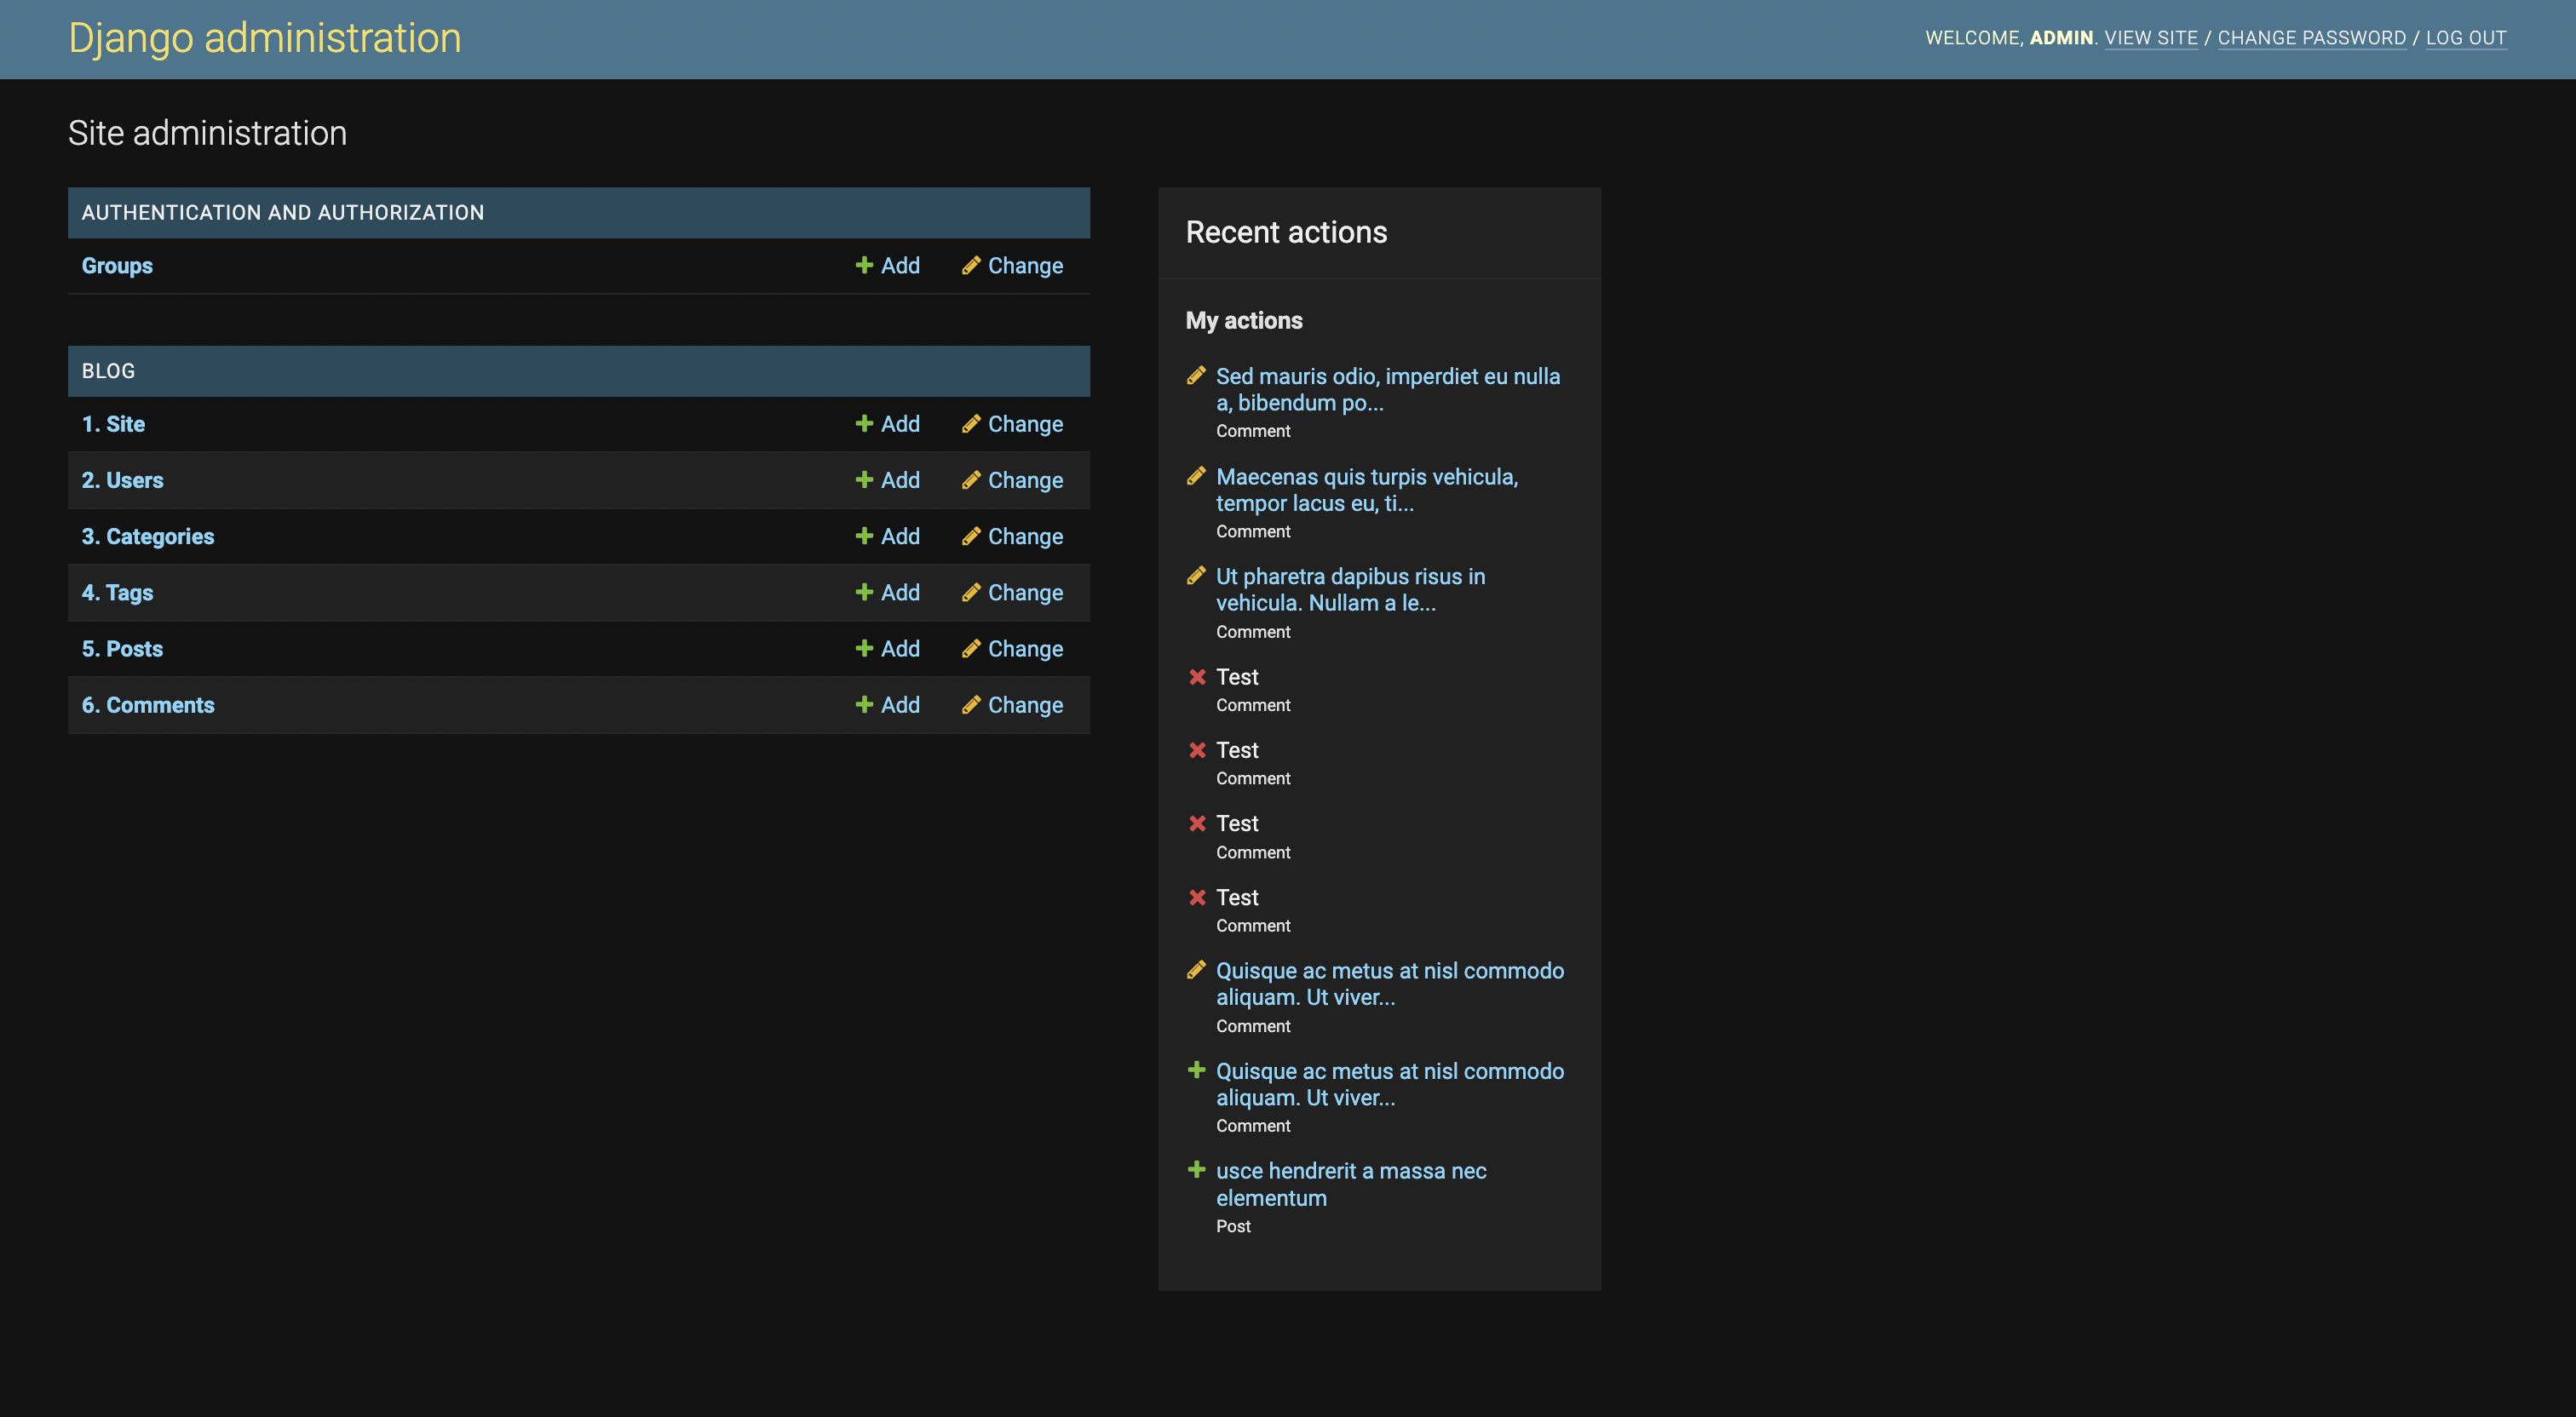 Django administration
WELCOME, ADMIN. VIEW SITE / CHANGE PASSWORD / LOG OUT
Site administration
AUTHENTICATION AND AUTHORIZATION
Groups Add Change
BLOG
1. Site Add Change
2. Users Add Change
3. Categories Add Change
4. Tags Add Change
5. Posts Add Change
6. Comments Add Change
Recent actions
My actions
Sed mauris odio, imperdiet eu nulla
a, bibendum po...
Comment
Maecenas quis turpis vehicula,
tempor lacus eu, ti...
Comment
Ut pharetra dapibus risus in
vehicula. Nullam a le...
Comment
Test
Comment
Test
Comment
Test
Comment
Test
Comment
Quisque ac metus at nisl commodo
aliquam. Ut viver...
Comment
Quisque ac metus at nisl commodo
aliquam. Ut viver...
Comment
usce hendrerit a massa nec
elementum
Post